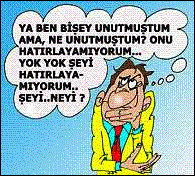 YA BEN BİŞEY UNUTMUŞTUM
AMA, NE UNUTMUŞTUM? ONU
HATIRLAYAMIYORUM...
YOK YOK ŞEYİ
HATIRLAYA-
MIYORUM..
ŞEYİ..NEYİ ?